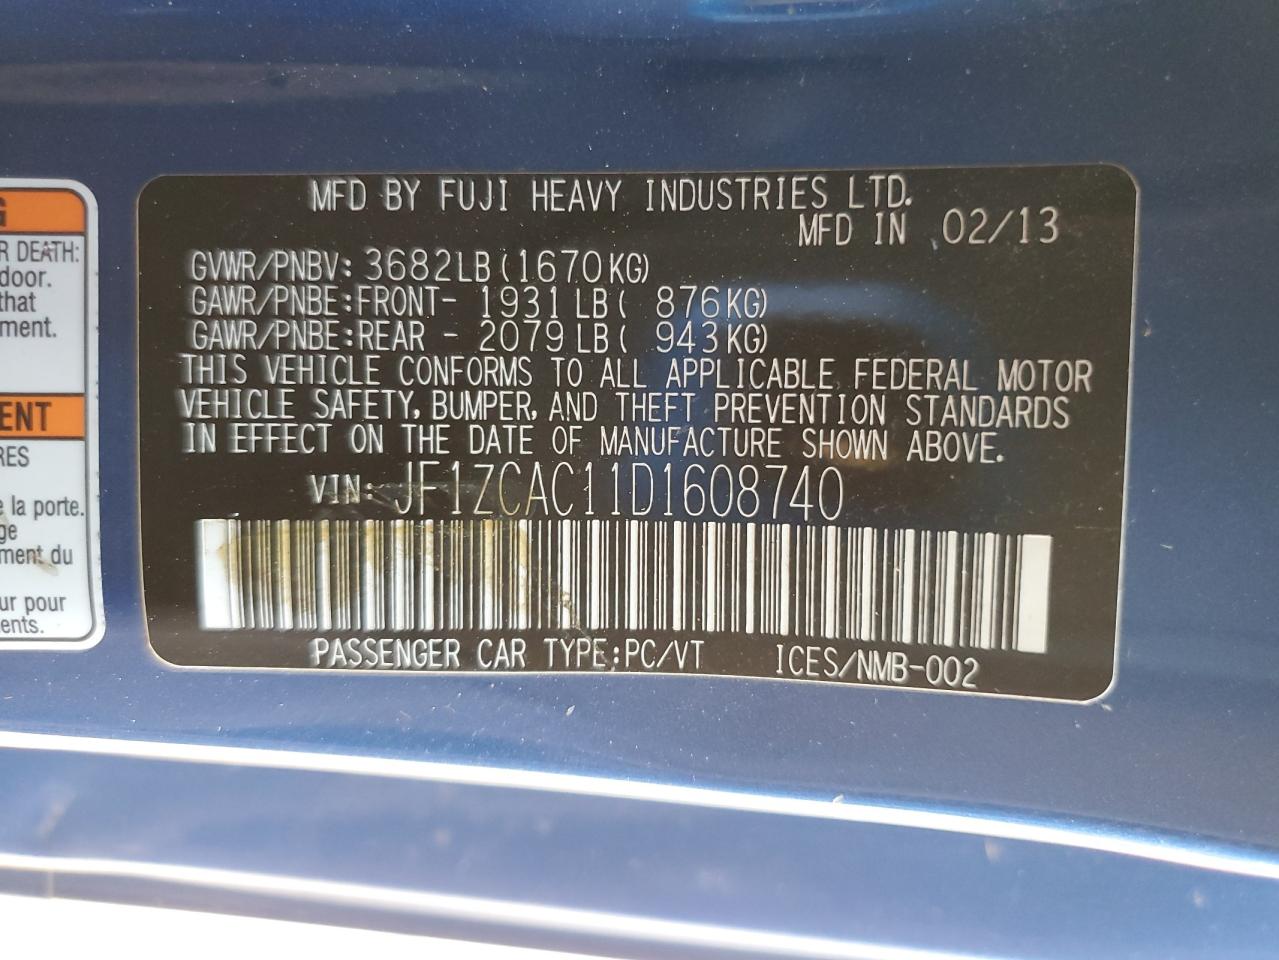 G
R DEATH:
door.
that
ment.
ENT
RES
e la porte.
ge
ment du
ur pour
ents.
MFD BY FUJI HEAVY INDUSTRIES LTD.
MFD IN 02/13
GVWR/PNBV: 3682LB(1670KG)
GAWR/PNBE:FRONT- 1931LB( 876KG)
GAWR/PNBE:REAR - 2079LB( 943KG)
THIS VEHICLE CONFORMS TO ALL APPLICABLE FEDERAL MOTOR
VEHICLE SAFETY, BUMPER, AND THEFT PREVENTION STANDARDS
IN EFFECT ON THE DATE OF MANUFACTURE SHOWN ABOVE.
VIN: JF1ZCAC11D1608740
PASSENGER CAR TYPE:PC/VT ICES/NMB-002